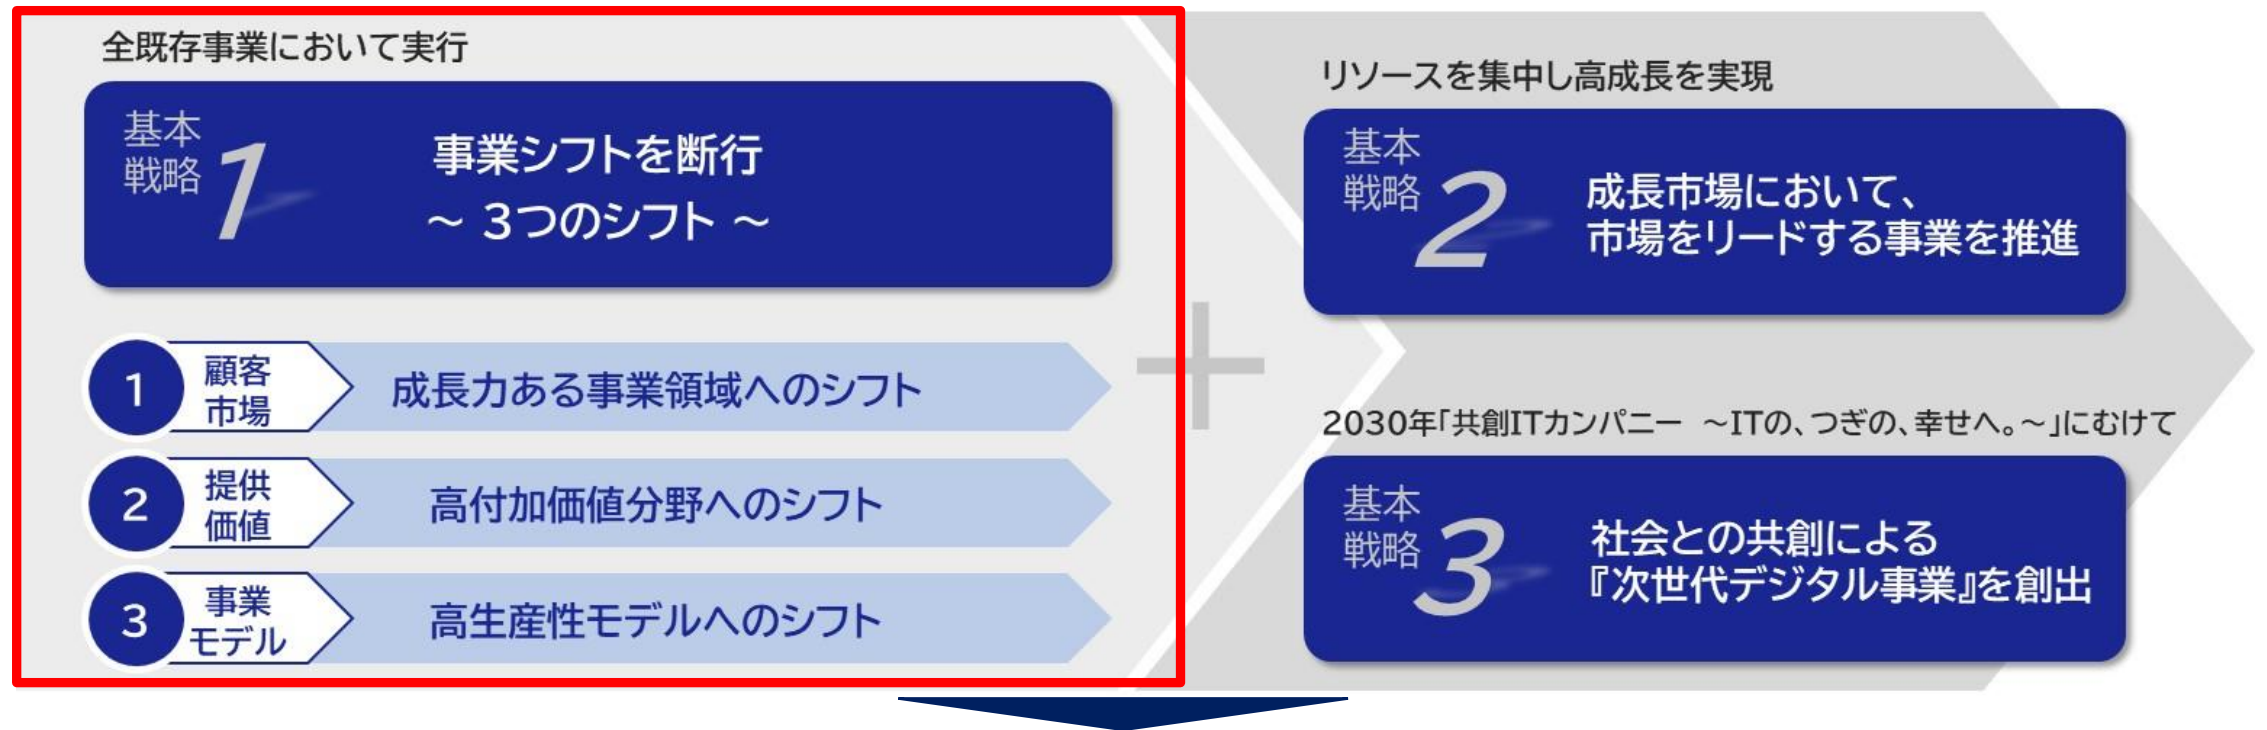 全既存事業において実行
基本
戦略 1
事業シフトを断行
～ 3つのシフト ～
1 顧客
市場
成長力ある事業領域へのシフト
2 提供
価値
高付加価値分野へのシフト
3 事業
モデル
高生産性モデルへのシフト
+
リソースを集中し高成長を実現
基本
戦略 2
成長市場において、
市場をリードする事業を推進
2030年「共創ITカンパニー ～ITの、つぎの、幸せへ。～」にむけて
基本
戦略 3
社会との共創による
『次世代デジタル事業』を創出